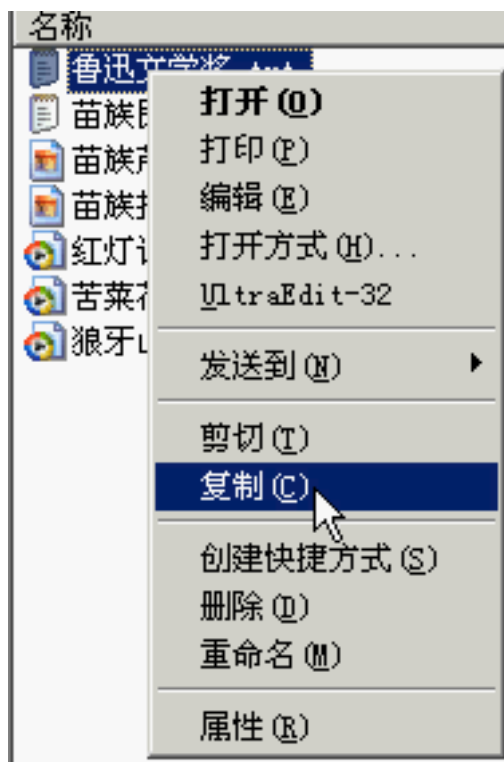 名称
鲁迅文学奖.txt
苗族
苗族
苗族
红灯
苦菜
狼牙
打开(O)
打印(P)
编辑(E)
打开方式(H)...
UltraEdit-32
发送到(N)
剪切(T)
复制(C)
创建快捷方式(S)
删除(D)
重命名(M)
属性(R)